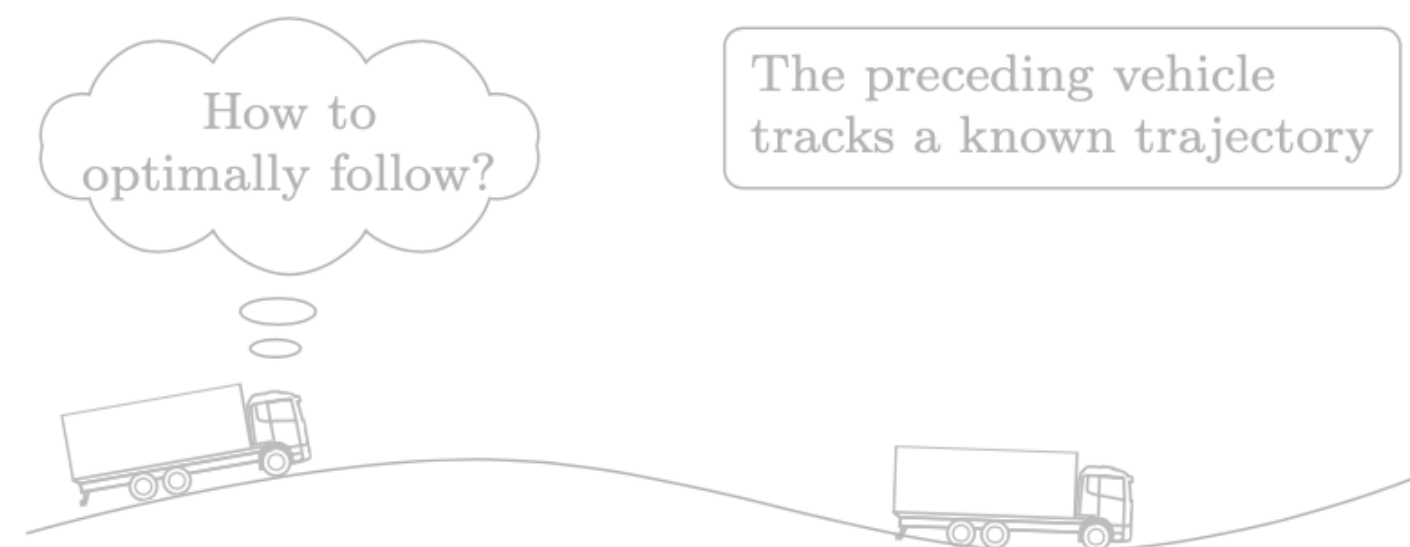 How to
optimally follow?
The preceding vehicle
tracks a known trajectory